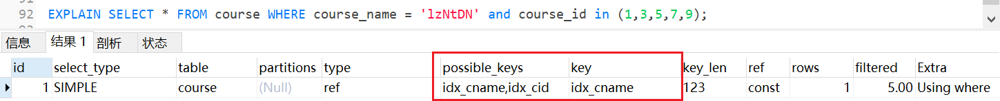 92 EXPLAIN SELECT * FROM course WHERE course_name = 'lzNtDN' and course_id in (1,3,5,7,9);
信息 结果 1 剖析 状态
id select_type table partitions type possible_keys key key_len ref rows filtered Extra
1 SIMPLE course (Null) ref idx_cname,idx_cid idx_cname 123 const 1 5.00 Using where